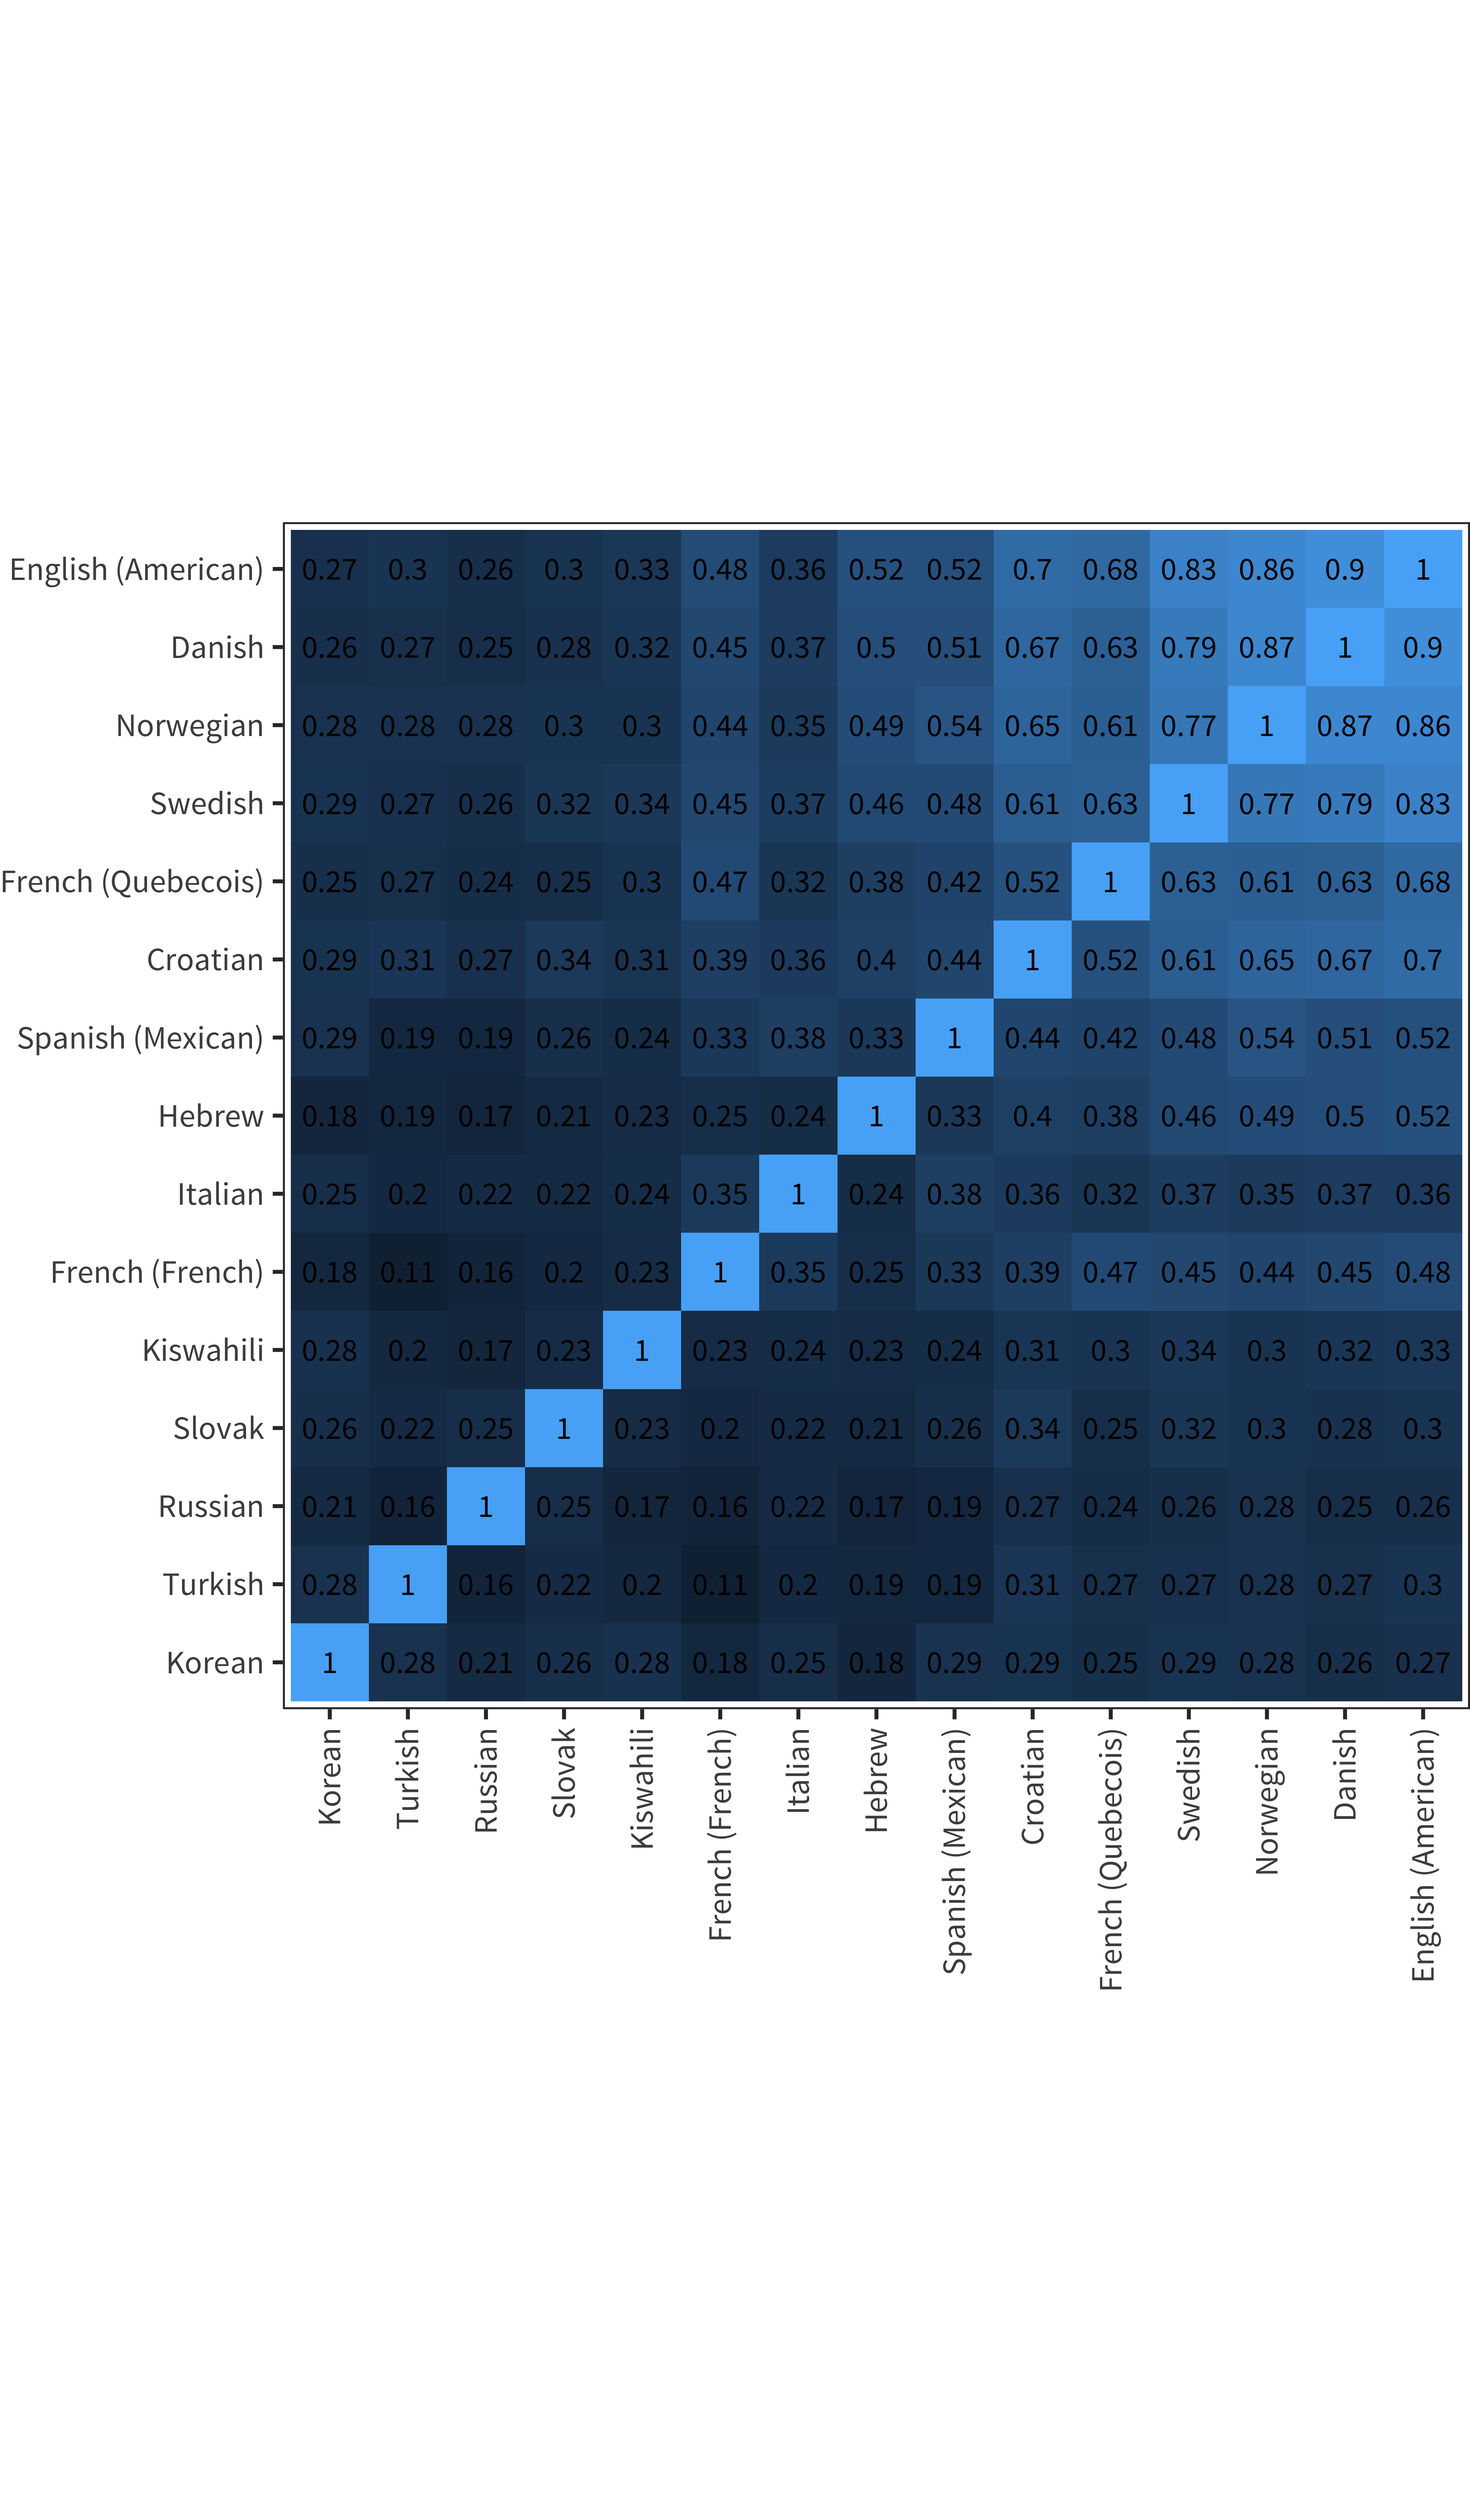 English (American) 0.27 0.3 0.26 0.3 0.33 0.48 0.36 0.52 0.52 0.7 0.68 0.83 0.86 0.9 1
Danish 0.26 0.27 0.25 0.28 0.32 0.45 0.37 0.5 0.51 0.67 0.63 0.79 0.87 1 0.9
Norwegian 0.28 0.28 0.28 0.3 0.3 0.44 0.35 0.49 0.54 0.65 0.61 0.77 1 0.87 0.86
Swedish 0.29 0.27 0.26 0.32 0.34 0.45 0.37 0.46 0.48 0.61 0.63 1 0.77 0.79 0.83
French (Quebecois) 0.25 0.27 0.24 0.25 0.3 0.47 0.32 0.38 0.42 0.52 1 0.63 0.61 0.63 0.68
Croatian 0.29 0.31 0.27 0.34 0.31 0.39 0.36 0.4 0.44 1 0.52 0.61 0.65 0.67 0.7
Spanish (Mexican) 0.29 0.19 0.19 0.26 0.24 0.33 0.38 0.33 1 0.44 0.42 0.48 0.54 0.51 0.52
Hebrew 0.18 0.19 0.17 0.21 0.23 0.25 0.24 1 0.33 0.4 0.38 0.46 0.49 0.5 0.52
Italian 0.25 0.2 0.22 0.22 0.24 0.35 1 0.24 0.38 0.36 0.32 0.37 0.35 0.37 0.36
French (French) 0.18 0.11 0.16 0.2 0.23 1 0.35 0.25 0.33 0.39 0.47 0.45 0.44 0.45 0.48
Kiswahili 0.28 0.2 0.17 0.23 1 0.23 0.24 0.23 0.24 0.31 0.3 0.34 0.3 0.32 0.33
Slovak 0.26 0.22 0.25 1 0.23 0.2 0.22 0.21 0.26 0.34 0.25 0.32 0.3 0.28 0.3
Russian 0.21 0.16 1 0.25 0.17 0.16 0.22 0.17 0.19 0.27 0.24 0.26 0.28 0.25 0.26
Turkish 0.28 1 0.16 0.22 0.2 0.11 0.2 0.19 0.19 0.31 0.27 0.27 0.28 0.27 0.3
Korean 1 0.28 0.21 0.26 0.28 0.18 0.25 0.18 0.29 0.29 0.25 0.29 0.28 0.26 0.27
Korean
Turkish
Russian
Slovak
Kiswahili
French (French)
Italian
Hebrew
Spanish (Mexican)
Croatian
French (Quebecois)
Swedish
Norwegian
Danish
English (American)